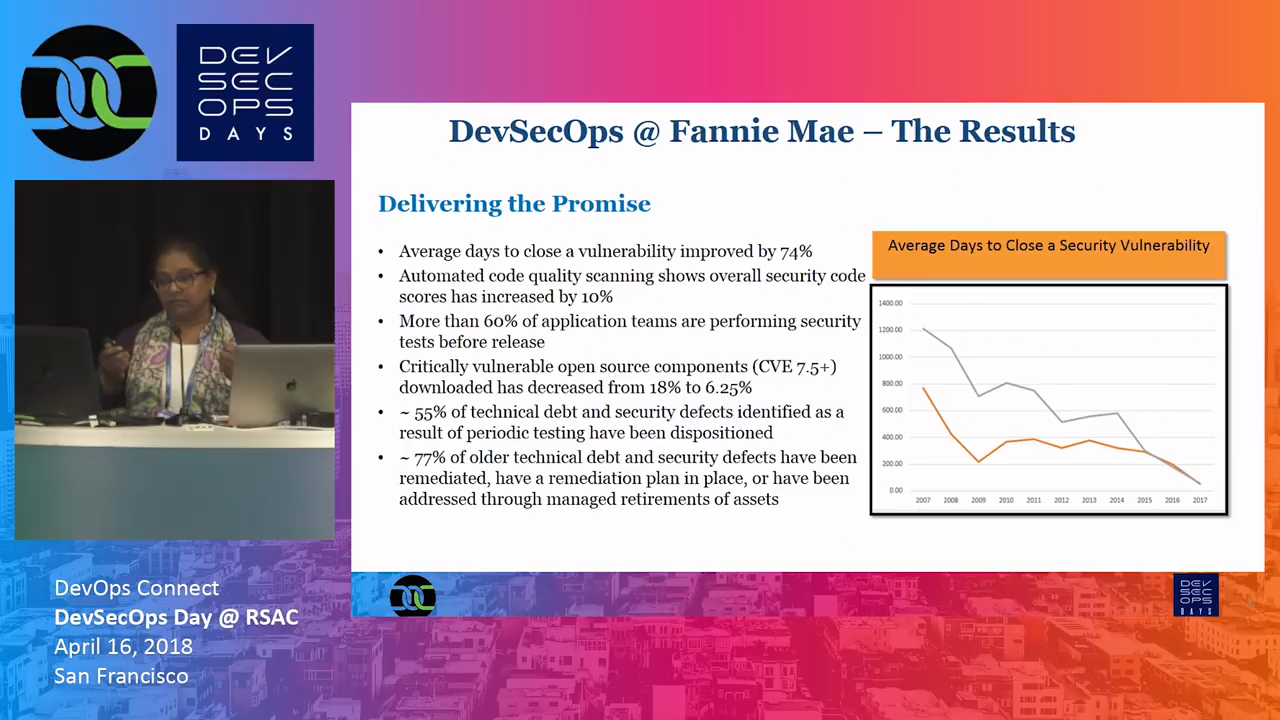 DEV
SEC
OPS
DAYS
DevSecOps @ Fannie Mae – The Results
Delivering the Promise
• Average days to close a vulnerability improved by 74%
• Automated code quality scanning shows overall security code
scores has increased by 10%
• More than 60% of application teams are performing security
tests before release
• Critically vulnerable open source components (CVE 7.5+)
downloaded has decreased from 18% to 6.25%
• ~ 55% of technical debt and security defects identified as a
result of periodic testing have been dispositioned
• ~ 77% of older technical debt and security defects have been
remediated, have a remediation plan in place, or have been
addressed through managed retirements of assets
Average Days to Close a Security Vulnerability
1400.00
1200.00
1000.00
800.00
600.00
400.00
200.00
0.00
2007 2008 2009 2010 2011 2012 2013 2014 2015 2016 2017
DEV
SEC
OPS
DAYS
DevOps Connect
DevSecOps Day @ RSAC
April 16, 2018
San Francisco